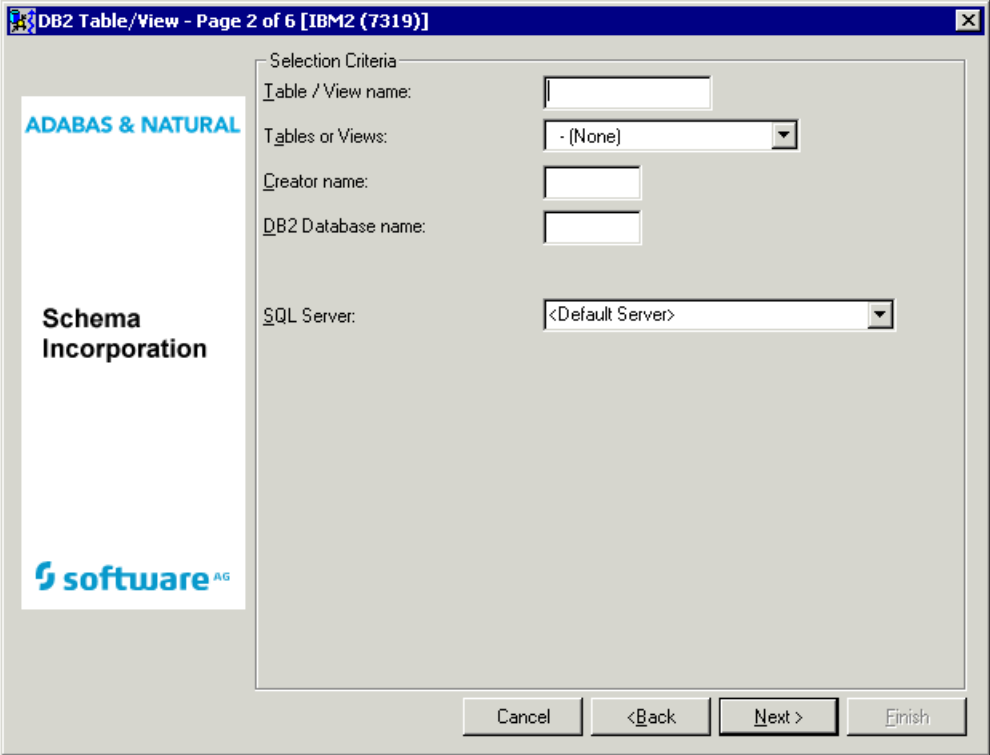 DB2 Table/View - Page 2 of 6 [IBM2 (7319)]
ADABAS & NATURAL
Schema
Incorporation
software AG
Selection Criteria
Table / View name:
Tables or Views: - (None)
Creator name:
DB2 Database name:
SQL Server: <Default Server>
Cancel <Back Next > Finish